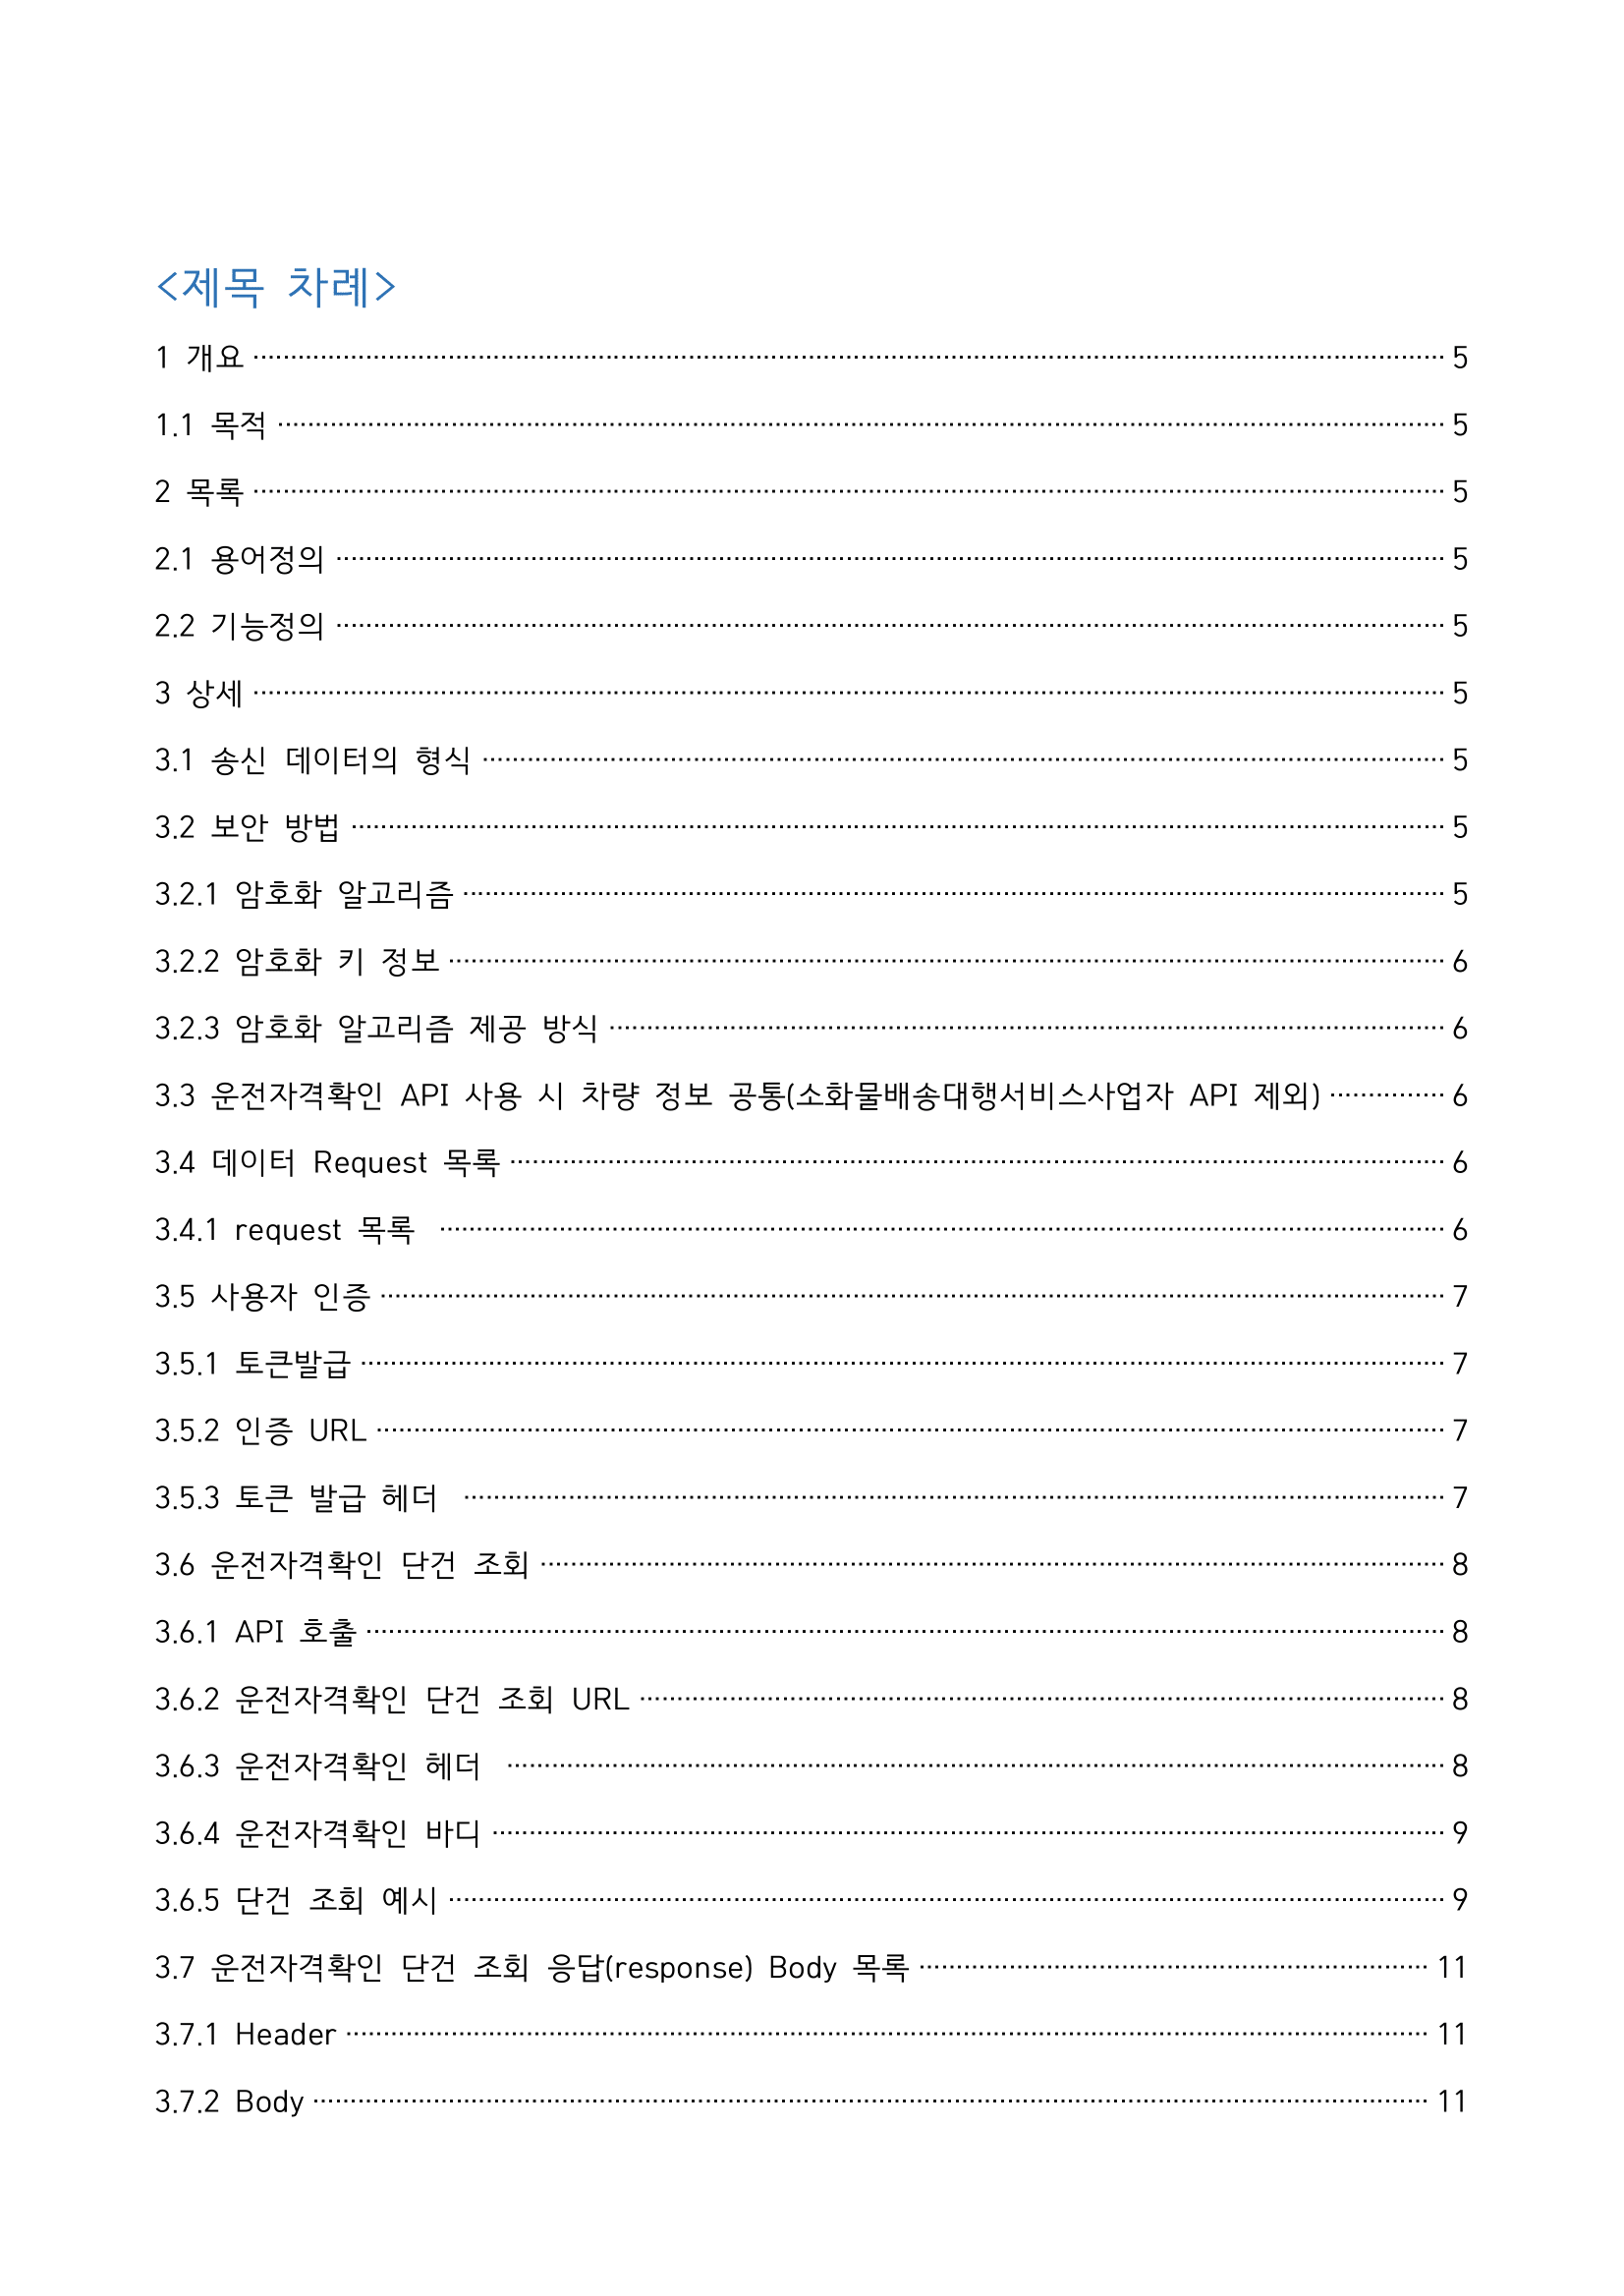 <제목 차례>
1 개요 5
1.1 목적 5
2 목록 5
2.1 용어정의 5
2.2 기능정의 5
3 상세 5
3.1 송신 데이터의 형식 5
3.2 보안 방법 5
3.2.1 암호화 알고리즘 5
3.2.2 암호화 키 정보 6
3.2.3 암호화 알고리즘 제공 방식 6
3.3 운전자격확인 API 사용 시 차량 정보 공통(소화물배송대행서비스사업자 API 제외) 6
3.4 데이터 Request 목록 6
3.4.1 request 목록 6
3.5 사용자 인증 7
3.5.1 토큰발급 7
3.5.2 인증 URL 7
3.5.3 토큰 발급 헤더 7
3.6 운전자격확인 단건 조회 8
3.6.1 API 호출 8
3.6.2 운전자격확인 단건 조회 URL 8
3.6.3 운전자격확인 헤더 8
3.6.4 운전자격확인 바디 9
3.6.5 단건 조회 예시 9
3.7 운전자격확인 단건 조회 응답(response) Body 목록 11
3.7.1 Header 11
3.7.2 Body 11